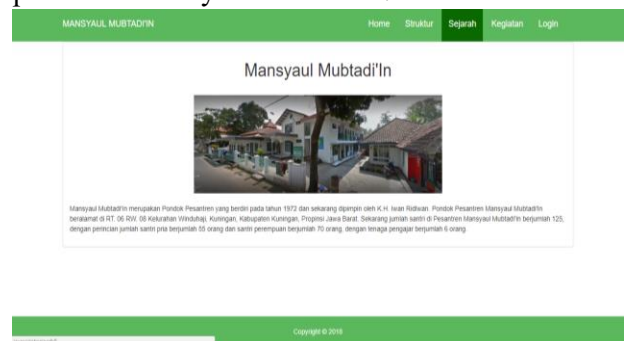 MANSYAUL MUBTADI'IN Home Struktur Sejarah Kegiatan Login
Mansyaul Mubtadi'In
Mansyaul Mubtadi'In merupakan Pondok Pesantren yang berdiri pada tahun 1972 dan sekarang dipimpin oleh K.H. Iwan Ridwan. Pondok Pesantren Mansyaul Mubtadi'In
beralamat di RT. 06 RW. 08 Kelurahan Winduhaji, Kuningan, Kabupaten Kuningan, Propinsi Jawa Barat. Sekarang jumlah santri di Pesantren Mansyaul Mubtadi'In berjumlah 125,
dengan perincian jumlah santri pria berjumlah 55 orang dan santri perempuan berjumlah 70 orang, dengan tenaga pengajar berjumlah 6 orang.
Copyright © 2019